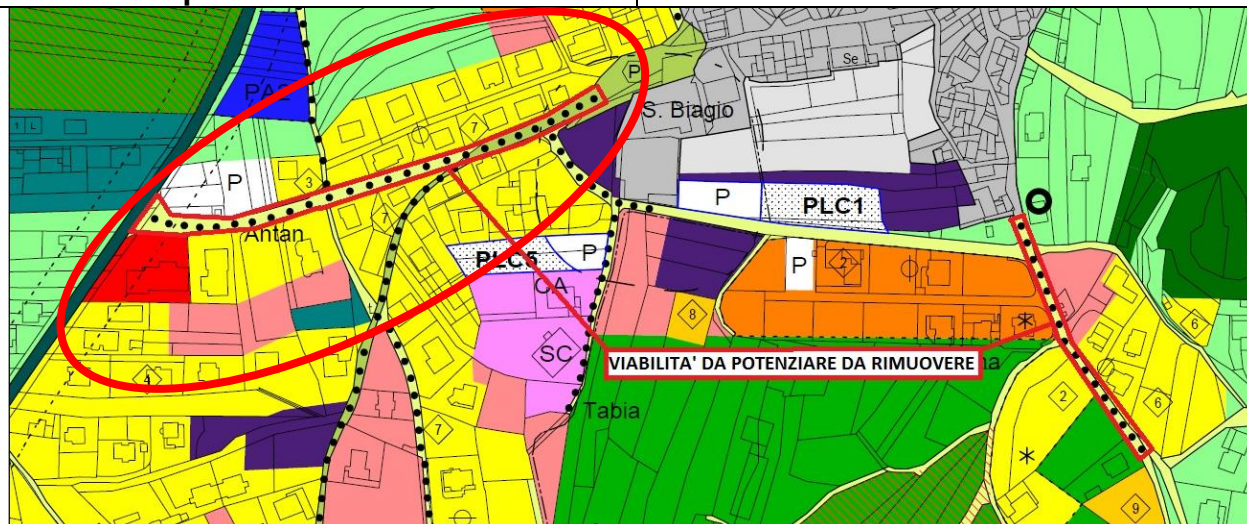 Se
P
PA2
S. Biagio
1 L
7
P
3
P
PLC1
7
Antan
PLC5
P
P
2
CA
8
6
SC
VIABILITA' DA POTENZIARE DA RIMUOVERE
4
2
6
7
Tabia
9